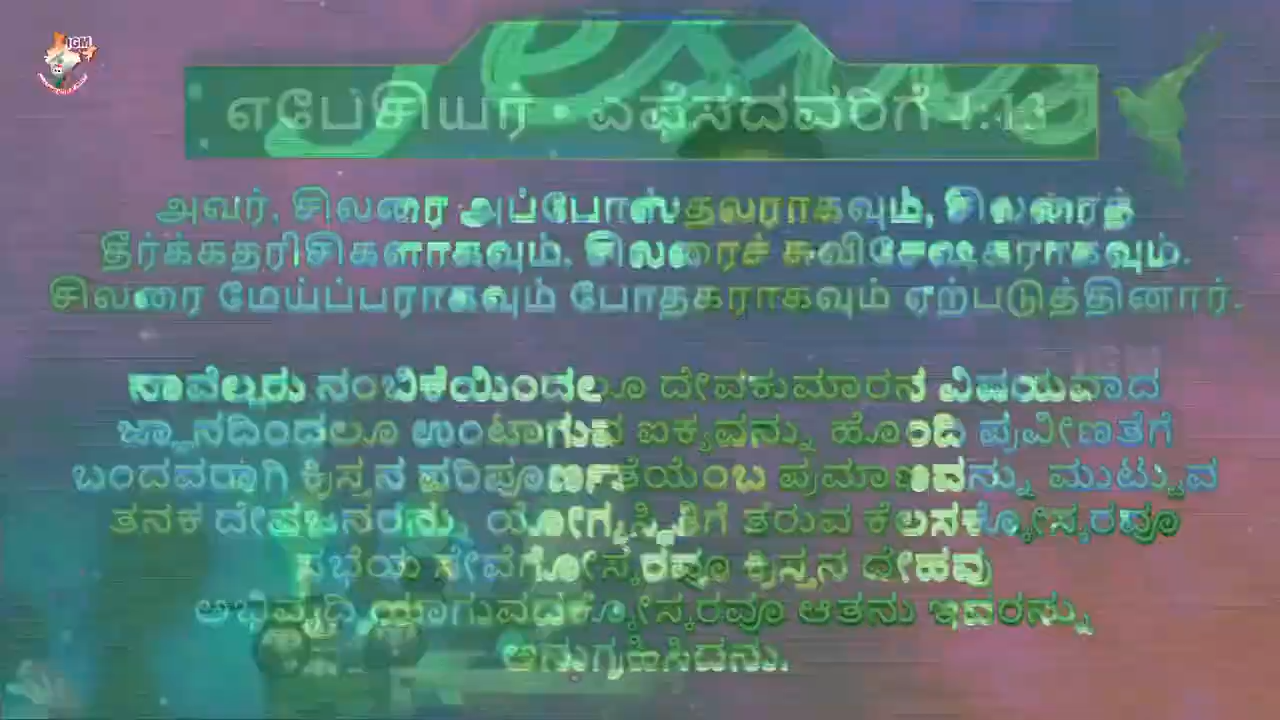 IGM
எபேசியர் · ಎಫೆಸದವರಿಗೆ 4:13
அவர், சிலரை அப்போஸ்தலராகவும், சிலரைத்
தீர்க்கதரிசிகளாகவும், சிலரைச் சுவிசேஷகராகவும்,
சிலரை மேய்ப்பராகவும் போதகராகவும் ஏற்படுத்தினார்.
ನಾವೆಲ್ಲರು ನಂಬಿಕೆಯಿಂದಲೂ ದೇವಕುಮಾರನ ವಿಷಯವಾದ
ಜ್ಞಾನದಿಂದಲೂ ಉಂಟಾಗುವ ಐಕ್ಯವನ್ನು ಹೊಂದಿ ಪ್ರವೀಣತೆಗೆ
ಬಂದವರಾಗಿ ಕ್ರಿಸ್ತನ ಪರಿಪೂರ್ಣತೆಯೆಂಬ ಪ್ರಮಾಣವನ್ನು ಮುಟ್ಟುವ
ತನಕ ದೇವಜನರನ್ನು ಯೋಗ್ಯಸ್ಥಿತಿಗೆ ತರುವ ಕೆಲಸಕ್ಕೋಸ್ಕರವೂ
ಸಭೆಯ ಸೇವೆಗೋಸ್ಕರವೂ ಕ್ರಿಸ್ತನ ದೇಹವು
ಅಭಿವೃದ್ಧಿಯಾಗುವದಕ್ಕೋಸ್ಕರವೂ ಆತನು ಇವರನ್ನು
ಅನುಗ್ರಹಿಸಿದನು.